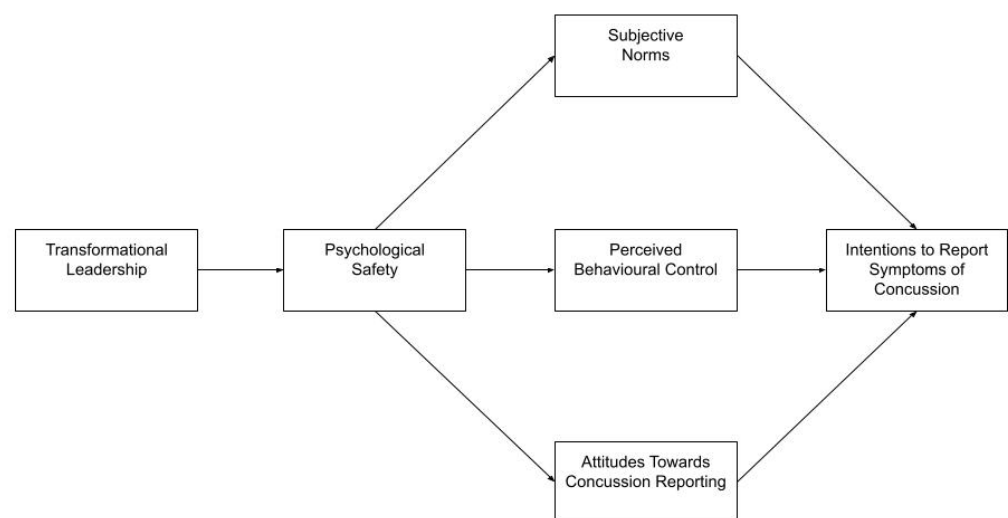 Subjective
Norms
Transformational
Leadership
Psychological
Safety
Perceived
Behavioural Control
Intentions to Report
Symptoms of
Concussion
Attitudes Towards
Concussion Reporting